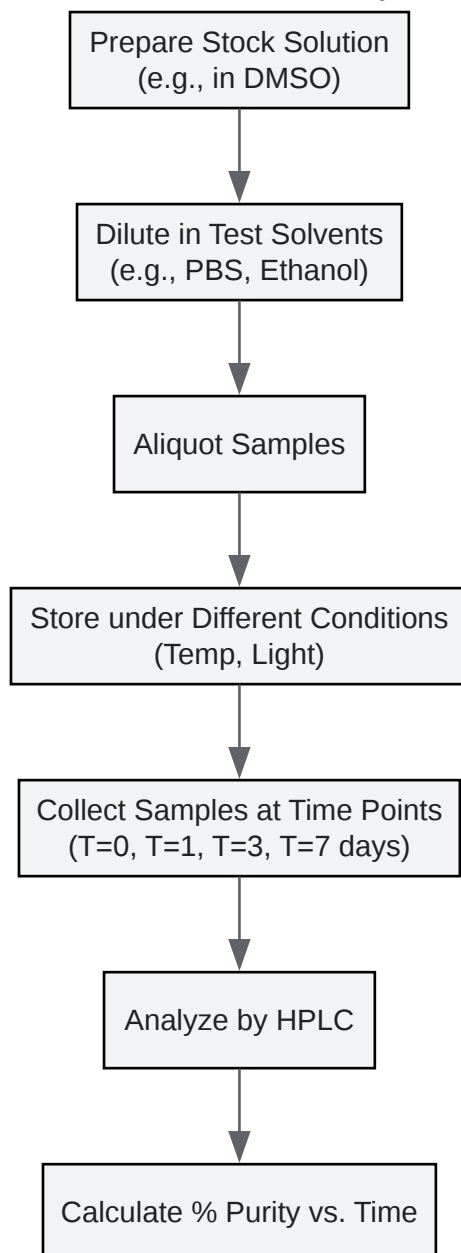 Prepare Stock Solution
(e.g., in DMSO)
Dilute in Test Solvents
(e.g., PBS, Ethanol)
Aliquot Samples
Store under Different Conditions
(Temp, Light)
Collect Samples at Time Points
(T=0, T=1, T=3, T=7 days)
Analyze by HPLC
Calculate % Purity vs. Time